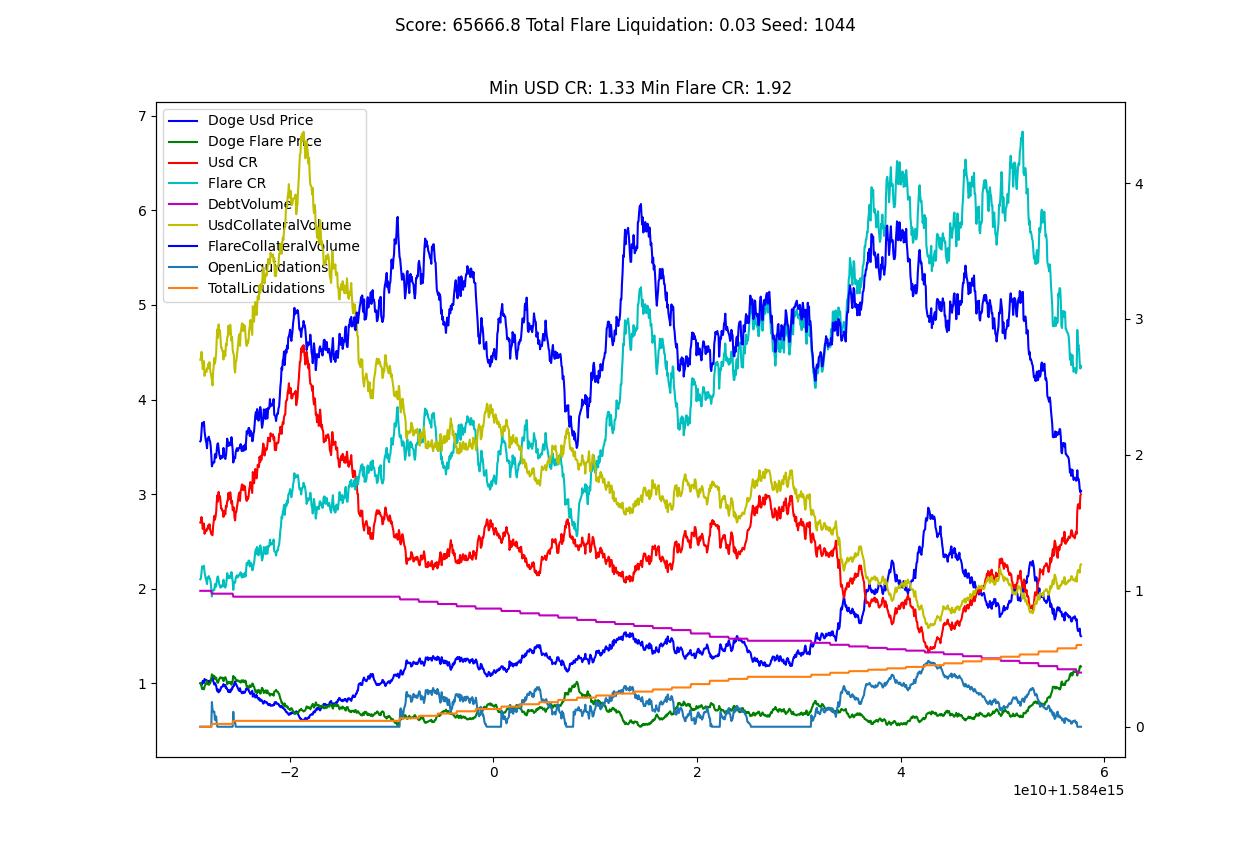 Score: 65666.8 Total Flare Liquidation: 0.03 Seed: 1044
Min USD CR: 1.33 Min Flare CR: 1.92
Doge Usd Price
Doge Flare Price
Usd CR
Flare CR
DebtVolume
UsdCollateralVolume
FlareCollateralVolume
OpenLiquidations
TotalLiquidations
7
6
5
4
3
2
1
4
3
2
1
0
−2
0
2
4
6
1e10+1.584e15